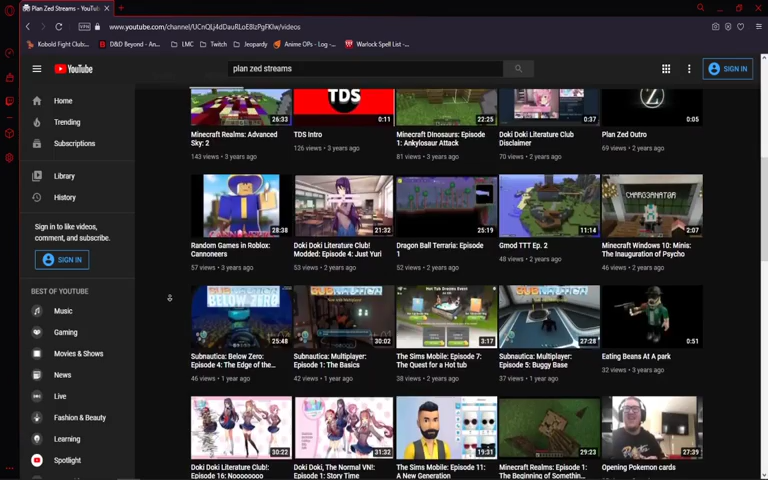 Plan Zed Streams - YouTube
VPN
www.youtube.com/channel/UCnQLj4dDauRLoE8lzPgFKIw/videos
Kobold Fight Club:...
D&D Beyond - An...
LMC
Twitch
Jeopardy
Anime OPs - Log -...
Warlock Spell List -...
YouTube
plan zed streams
SIGN IN
Home
Trending
Subscriptions
Library
History
Sign in to like videos,
comment, and subscribe.
SIGN IN
BEST OF YOUTUBE
Music
Gaming
Movies & Shows
News
Live
Fashion & Beauty
Learning
Spotlight
26:33
Minecraft Realms: Advanced
Sky: 2
143 views • 3 years ago
TDS
0:11
TDS Intro
126 views • 3 years ago
22:25
Minecraft Dinosaurs: Episode
1: Ankylosaur Attack
81 views • 3 years ago
0:37
Doki Doki Literature Club
Disclaimer
70 views • 2 years ago
Z
0:05
Plan Zed Outro
69 views • 2 years ago
28:38
Random Games in Roblox:
Cannoneers
57 views • 3 years ago
21:32
Doki Doki Literature Club!
Modded: Episode 4: Just Yuri
53 views • 2 years ago
25:19
Dragon Ball Terraria: Episode
1
52 views • 2 years ago
11:14
Gmod TTT Ep. 2
48 views • 2 years ago
2:07
Minecraft Windows 10: Minis:
The Inauguration of Psycho
46 views • 3 years ago
BELOW ZERO
25:48
Subnautica: Below Zero:
Episode 4: The Edge of the...
46 views • 1 year ago
30:02
Subnautica: Multiplayer:
Episode 1: The Basics
42 views • 1 year ago
Hot Tub Dreams Event
3:17
The Sims Mobile: Episode 7:
The Quest for a Hot tub
38 views • 2 years ago
27:28
Subnautica: Multiplayer:
Episode 5: Buggy Base
37 views • 1 year ago
0:51
Eating Beans At A park
32 views • 3 years ago
30:22
Doki Doki Literature Club!:
Episode 16: Nooooooo
31:32
Doki Doki, The Normal VN!:
Episode 1: Story Time
19:31
The Sims Mobile: Episode 11:
A New Generation
29:23
Minecraft Realms: Episode 1:
The Beginning of Somethin...
27:39
Opening Pokemon cards